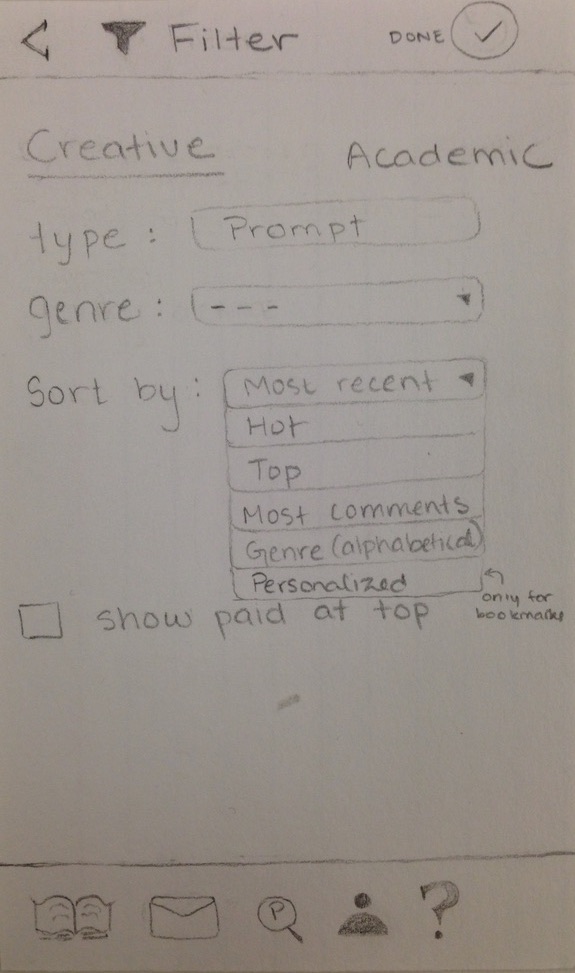 Filter
DONE
Creative
Academic
type : Prompt
genre : ---
Sort by : Most recent
Hot
Top
Most comments
Genre (alphabetical)
Personalized
only for
bookmarks
show paid at top
P
?